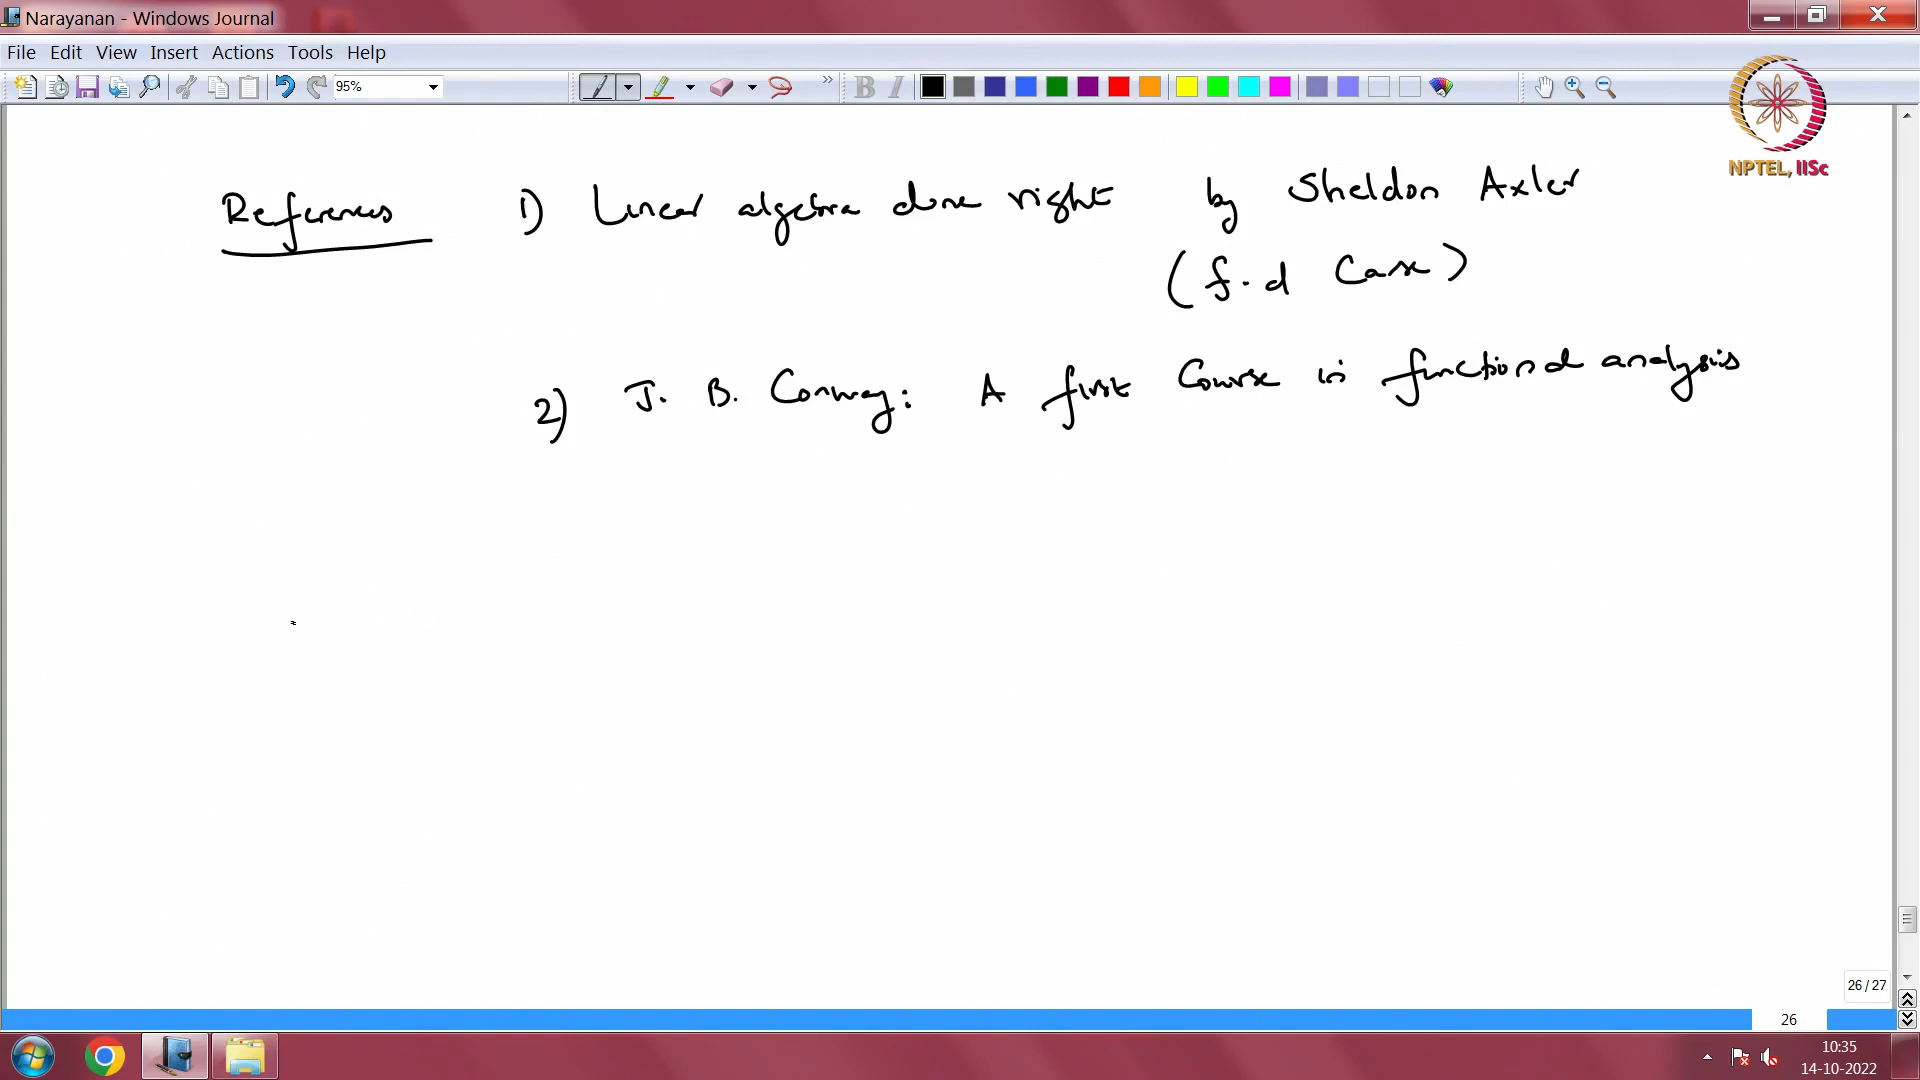 Narayanan - Windows Journal
File Edit View Insert Actions Tools Help
95%
NPTEL, IISc
References 1) Linear algebra done right by Sheldon Axler
(f.d Case)
2) J. B. Conway: A first Course in functional analysis
26 / 27
26
10:35
14-10-2022